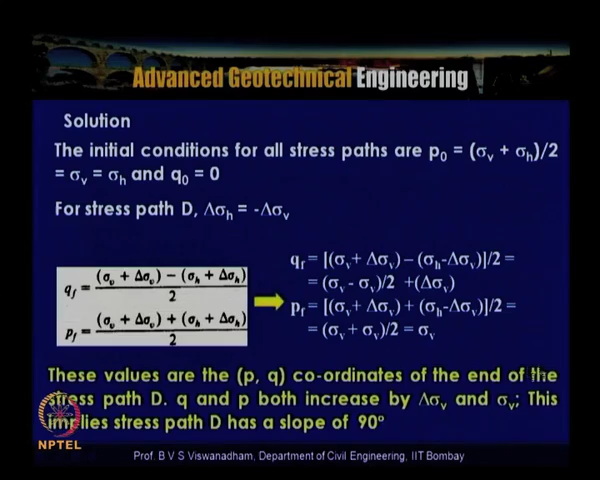 Advanced Geotechnical Engineering
Solution
The initial conditions for all stress paths are p₀ = (σᵥ + σₕ)/2
= σᵥ = σₕ and q₀ = 0
For stress path D, Δσₕ = -Δσᵥ
q_f = (σᵥ + Δσᵥ) − (σₕ + Δσₕ) / 2
p_f = (σᵥ + Δσᵥ) + (σₕ + Δσₕ) / 2
q_f = [(σᵥ+ Δσᵥ) – (σₕ-Δσᵥ)]/2 =
= (σᵥ - σᵥ)/2 +(Δσᵥ)
p_f = [(σᵥ+ Δσᵥ) + (σₕ-Δσᵥ)]/2 =
= (σᵥ + σᵥ)/2 = σᵥ
These values are the (p, q) co-ordinates of the end of the
stress path D. q and p both increase by Δσᵥ and σᵥ; This
implies stress path D has a slope of 90°
NPTEL
Prof. B V S Viswanadham, Department of Civil Engineering, IIT Bombay